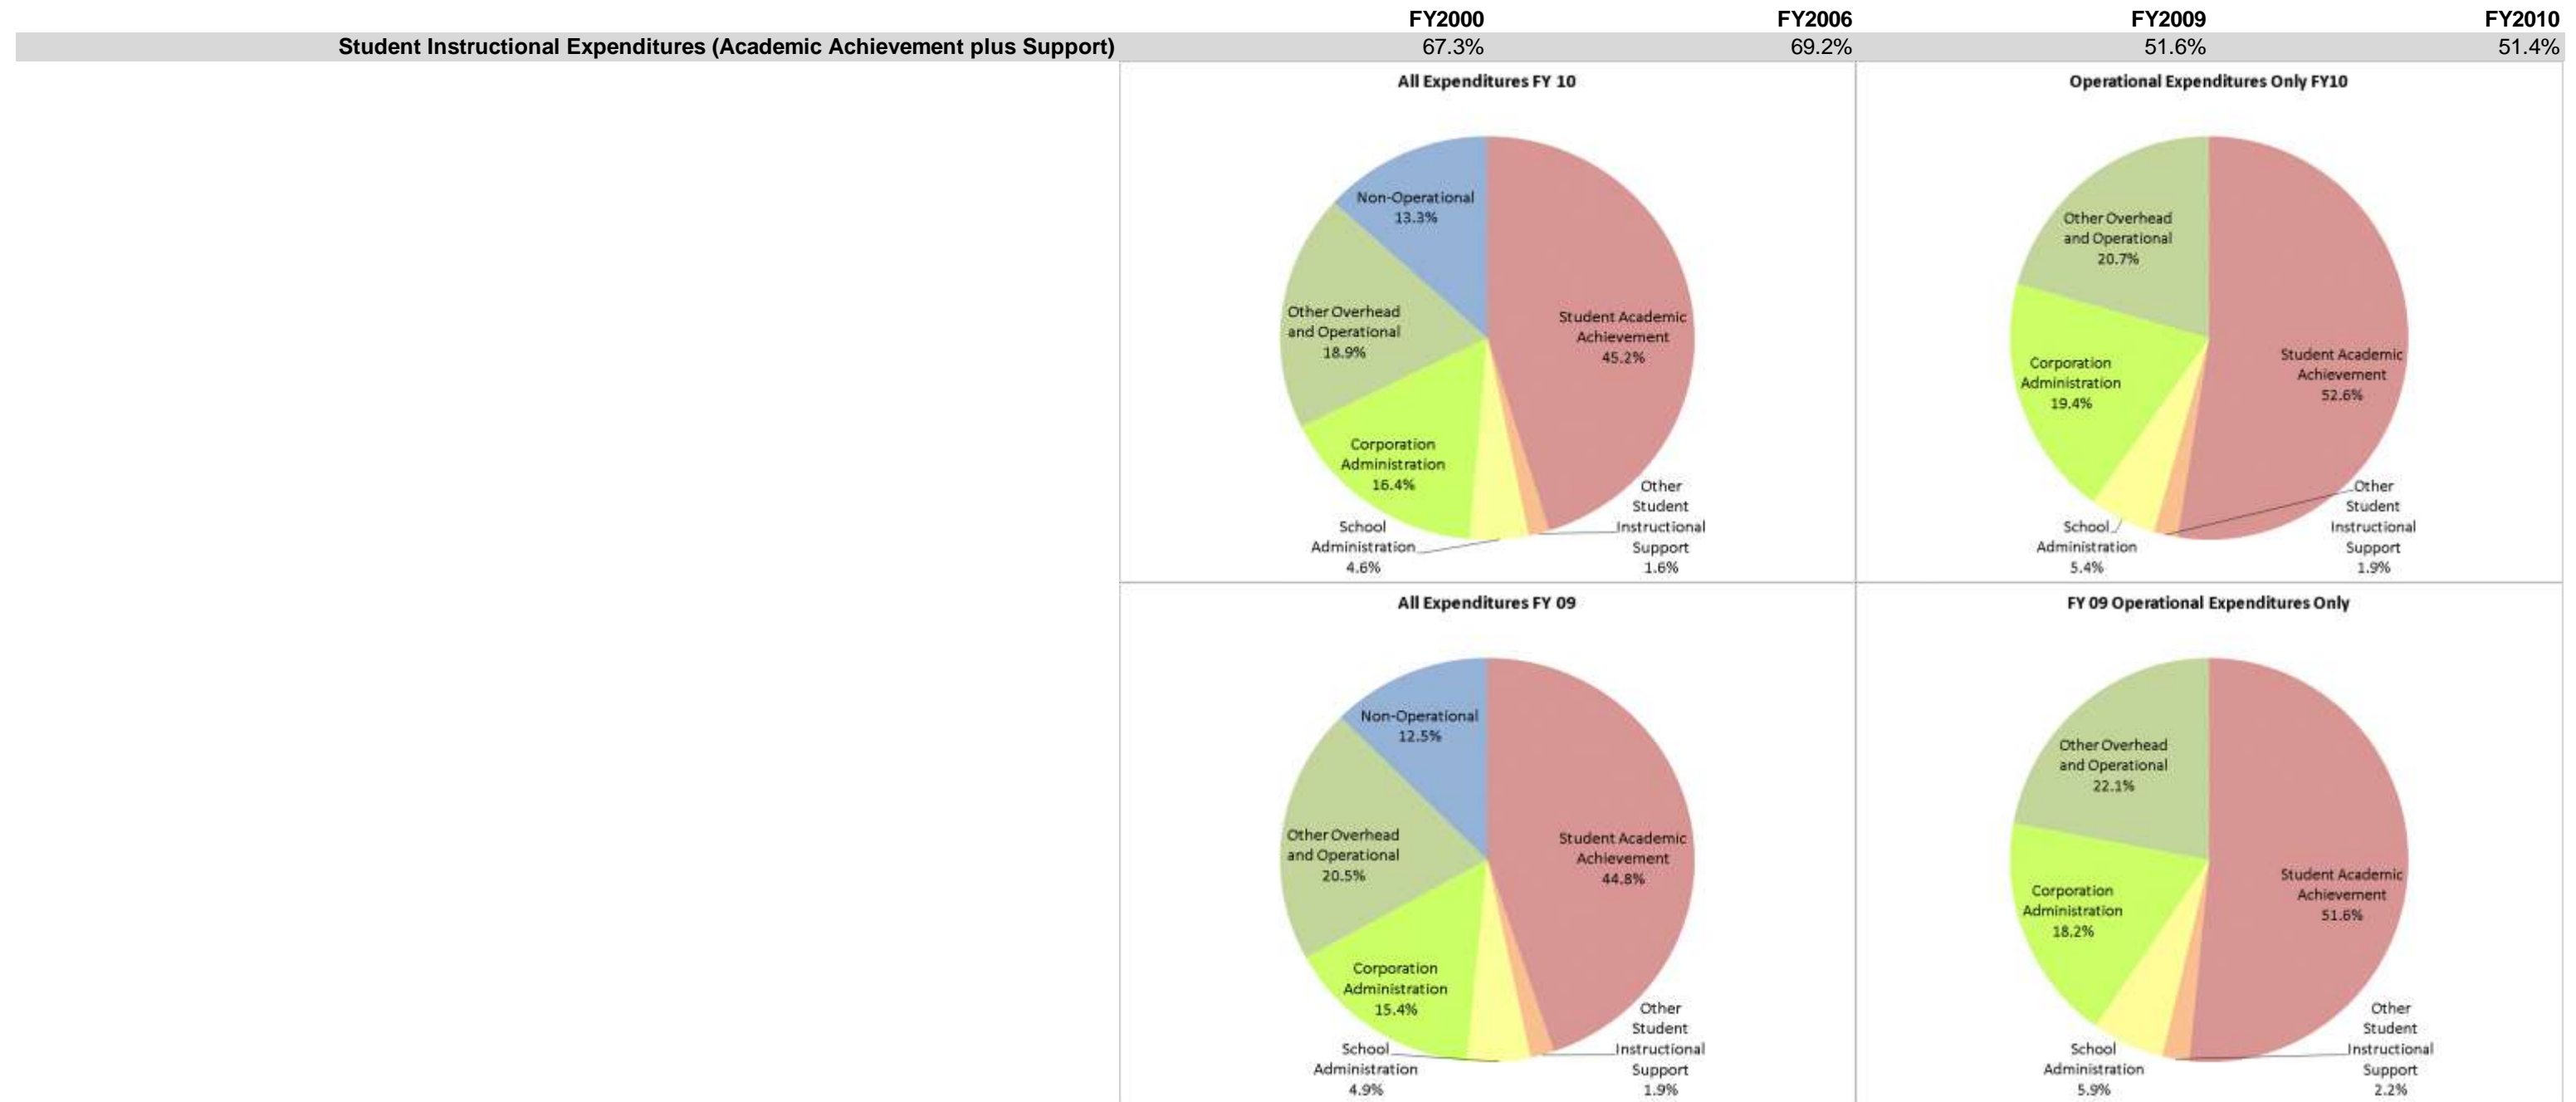 FY2000 FY2006 FY2009 FY2010
Student Instructional Expenditures (Academic Achievement plus Support) 67.3% 69.2% 51.6% 51.4%
All Expenditures FY 10
Non-Operational
13.3%
Other Overhead
and Operational
18.9%
Student Academic
Achievement
45.2%
Corporation
Administration
16.4%
School
Administration
4.6%
Other
Student
Instructional
Support
1.6%
Operational Expenditures Only FY10
Other Overhead
and Operational
20.7%
Student Academic
Achievement
52.6%
Corporation
Administration
19.4%
School
Administration
5.4%
Other
Student
Instructional
Support
1.9%
All Expenditures FY 09
Non-Operational
12.5%
Other Overhead
and Operational
20.5%
Student Academic
Achievement
44.8%
Corporation
Administration
15.4%
School
Administration
4.9%
Other
Student
Instructional
Support
1.9%
FY 09 Operational Expenditures Only
Other Overhead
and Operational
22.1%
Student Academic
Achievement
51.6%
Corporation
Administration
18.2%
School
Administration
5.9%
Other
Student
Instructional
Support
2.2%